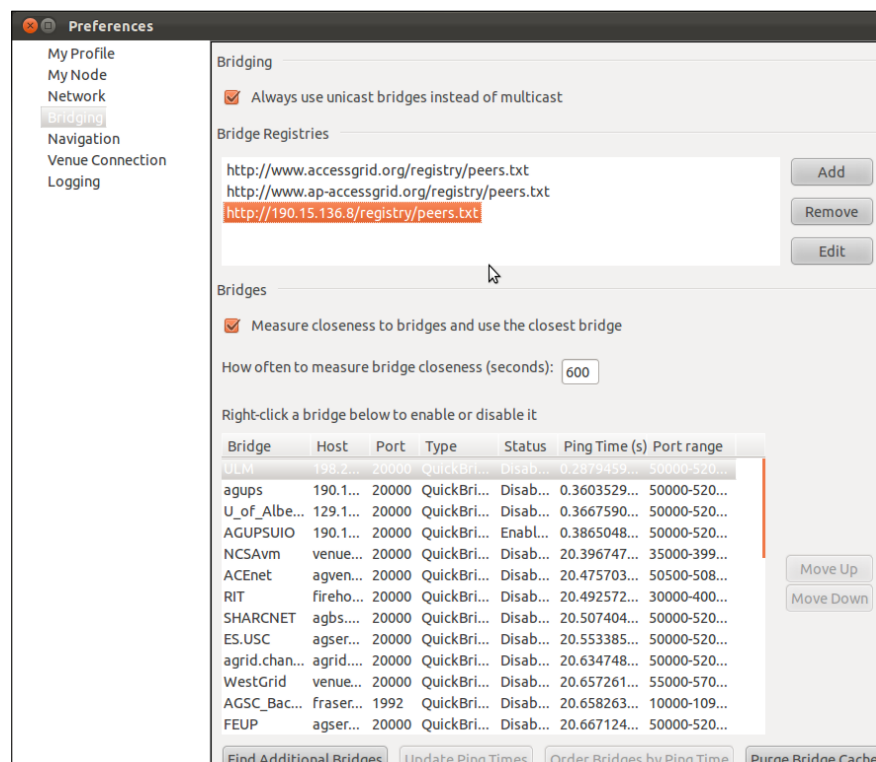 Preferences
My Profile
My Node
Network
Bridging
Navigation
Venue Connection
Logging
Bridging
Always use unicast bridges instead of multicast
Bridge Registries
http://www.accessgrid.org/registry/peers.txt
http://www.ap-accessgrid.org/registry/peers.txt
http://190.15.136.8/registry/peers.txt
Add
Remove
Edit
Bridges
Measure closeness to bridges and use the closest bridge
How often to measure bridge closeness (seconds): 600
Right-click a bridge below to enable or disable it
Bridge Host Port Type Status Ping Time (s) Port range
ULM 198.2... 20000 QuickBri... Disab... 0.2879459... 50000-520...
agups 190.1... 20000 QuickBri... Disab... 0.3603529... 50000-520...
U_of_Albe... 129.1... 20000 QuickBri... Disab... 0.3667590... 50000-520...
AGUPSUIO 190.1... 20000 QuickBri... Enabl... 0.3865048... 50000-520...
NCSAvm venue... 20000 QuickBri... Disab... 20.396747... 35000-399...
ACEnet agven... 20000 QuickBri... Disab... 20.475703... 50500-508...
RIT fireho... 20000 QuickBri... Disab... 20.492572... 30000-400...
SHARCNET agbs.... 20000 QuickBri... Disab... 20.507404... 50000-520...
ES.USC agser... 20000 QuickBri... Disab... 20.553385... 50000-520...
agrid.chan... agrid.... 20000 QuickBri... Disab... 20.634748... 50000-520...
WestGrid venue... 20000 QuickBri... Disab... 20.657261... 55000-570...
AGSC_Bac... fraser... 1992 QuickBri... Disab... 20.658263... 10000-109...
FEUP agser... 20000 QuickBri... Disab... 20.667124... 50000-520...
Move Up
Move Down
Find Additional Bridges Update Ping Times Order Bridges by Ping Time Purge Bridge Cache